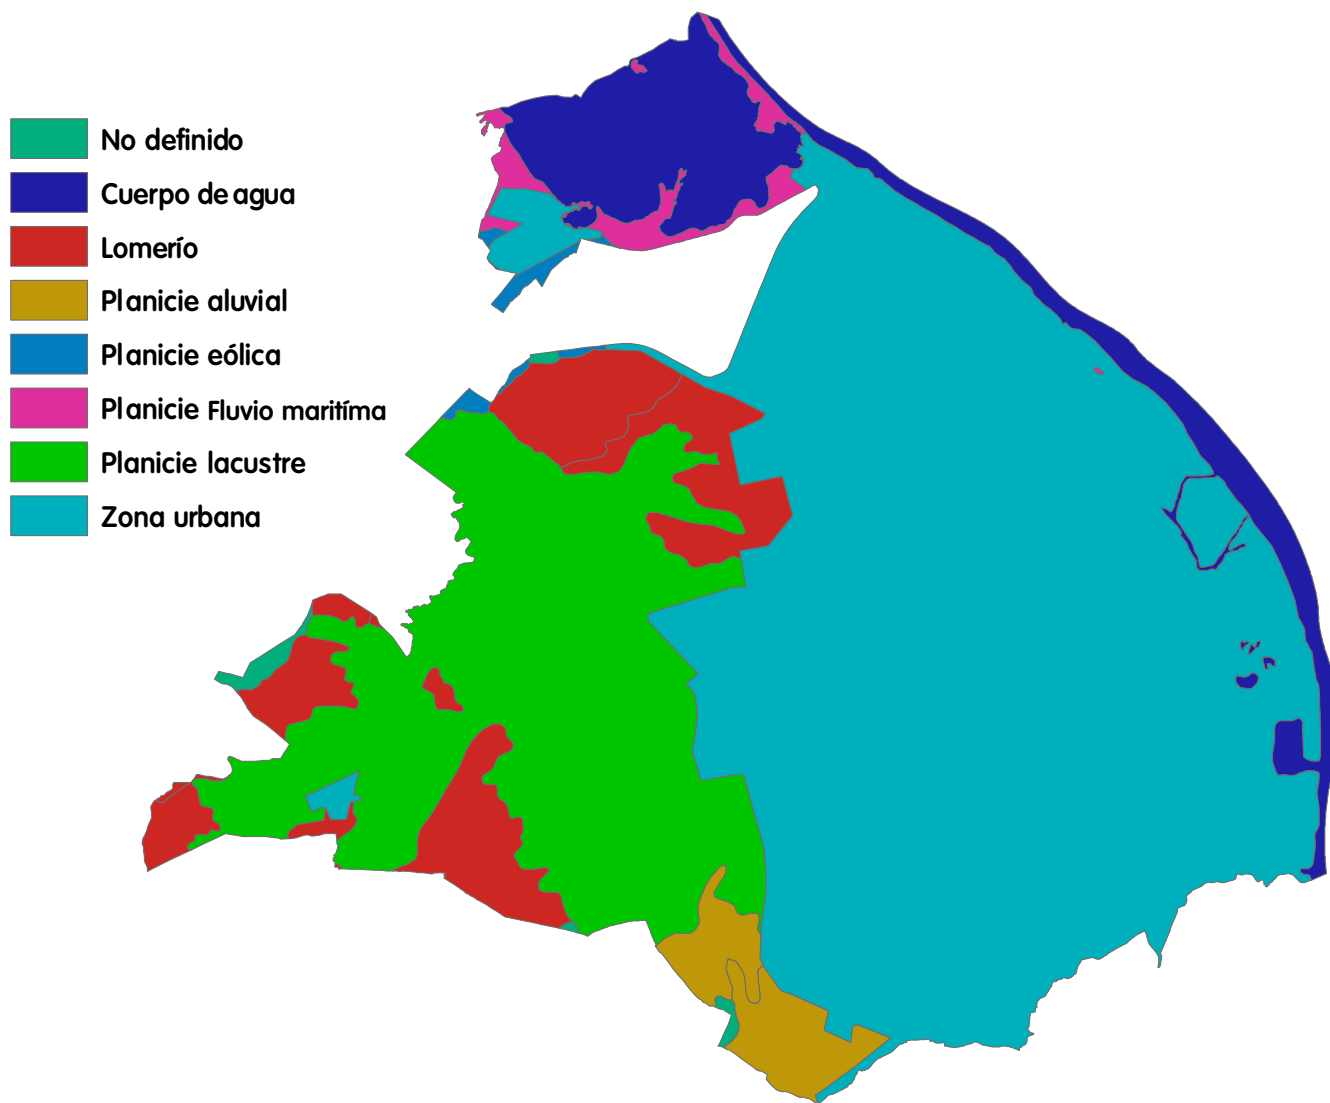 No definido
Cuerpo de agua
Lomerío
Planicie aluvial
Planicie eólica
Planicie Fluvio maritíma
Planicie lacustre
Zona urbana